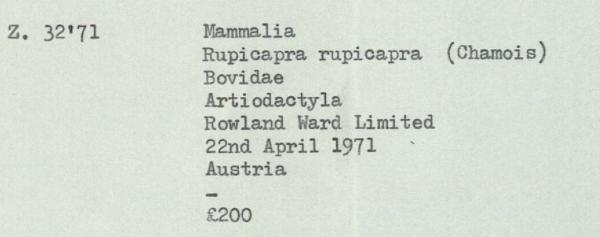 Z. 32'71 Mammalia
Rupicapra rupicapra (Chamois)
Bovidae
Artiodactyla
Rowland Ward Limited
22nd April 1971
Austria
–
£200